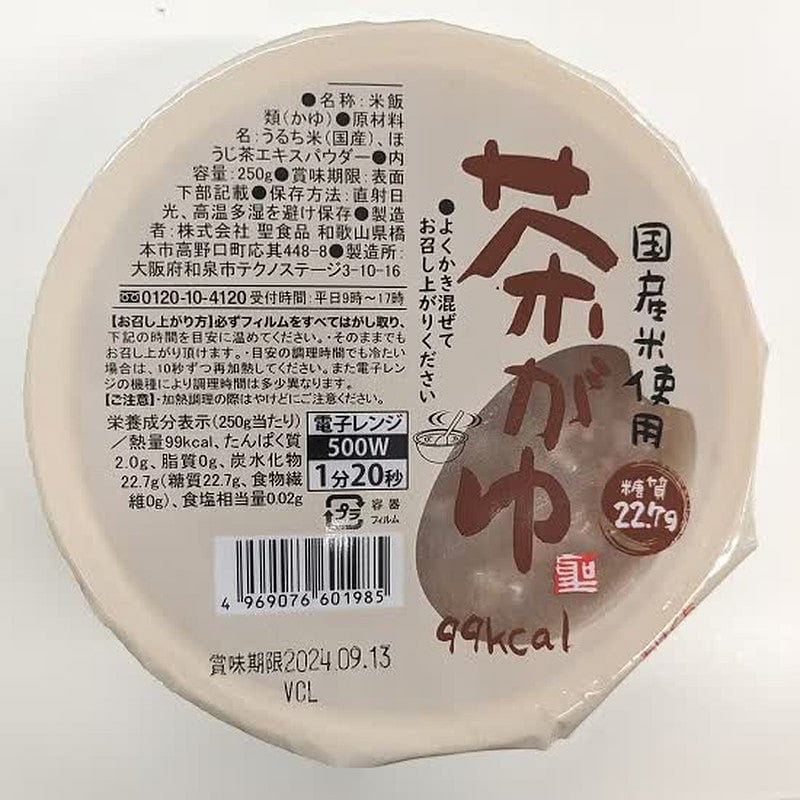 ●名称:米飯
類(かゆ)●原材料
名:うるち米(国産)、ほ
うじ茶エキスパウダー●内
容量:250g●賞味期限:表面
下部記載●保存方法:直射日
光、高温多湿を避け保存●製造
者:株式会社 聖食品 和歌山県橋
本市高野口町応其448-8●製造所:
大阪府和泉市テクノステージ3-10-16
0120-10-4120 受付時間:平日9時~17時
【お召し上がり方】必ずフィルムをすべてはがし取り、
下記の時間を目安に温めてください。・そのままでも
お召し上がり頂けます。・目安の調理時間でも冷たい
場合は、10秒ずつ再加熱してください。また電子レン
ジの機種により調理時間は多少異なります。
【ご注意】・加熱調理の際はやけどにご注意ください。
栄養成分表示(250g当たり)
/熱量99kcal、たんぱく質
2.0g、脂質0g、炭水化物
22.7g(糖質22.7g、食物繊
維0g)、食塩相当量0.02g
電子レンジ
500W
1分20秒
プラ
容器
フィルム
4 969076 601985
賞味期限2024.09.13
VCL
国産米使用
茶がゆ
●よくかき混ぜて
お召し上がりください
糖質
22.7g
聖
99kcal